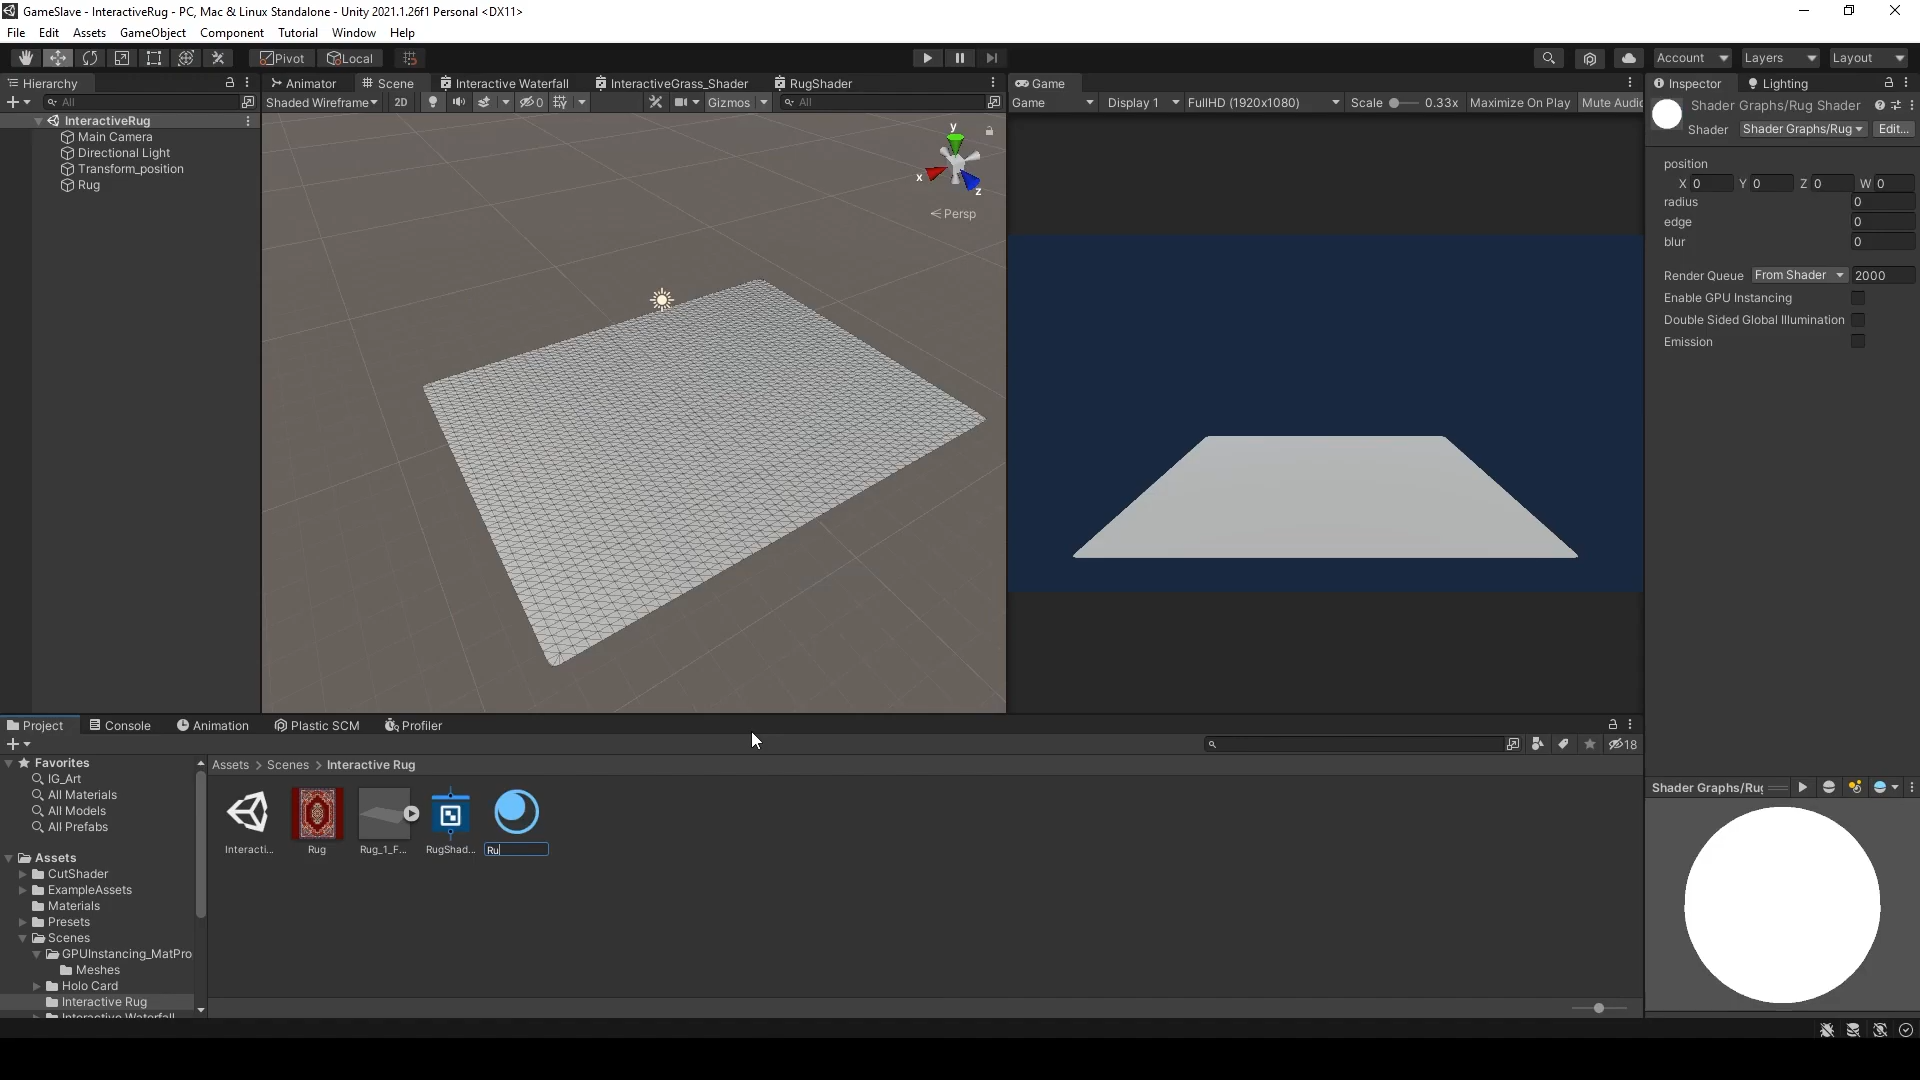 GameSlave - InteractiveRug - PC, Mac & Linux Standalone - Unity 2021.1.26f1 Personal <DX11>
File Edit Assets GameObject Component Tutorial Window Help
Pivot Local Account Layers Layout
Hierarchy
All
InteractiveRug
Main Camera
Directional Light
Transform_position
Rug
Animator Scene Interactive Waterfall InteractiveGrass_Shader RugShader
Shaded Wireframe 2D 0 Gizmos All
y
x
z
Persp
Game
Game Display 1 FullHD (1920x1080) Scale 0.33x Maximize On Play Mute Audio
Inspector Lighting
Shader Graphs/Rug Shader
Shader Shader Graphs/Rug Edit...
position
X 0 Y 0 Z 0 W 0
radius 0
edge 0
blur 0
Render Queue From Shader 2000
Enable GPU Instancing
Double Sided Global Illumination
Emission
Project Console Animation Plastic SCM Profiler
18
Favorites
IG_Art
All Materials
All Models
All Prefabs
Assets
CutShader
ExampleAssets
Materials
Presets
Scenes
GPUInstancing_MatPro
Meshes
Holo Card
Interactive Rug
Interactive Waterfall
Assets > Scenes > Interactive Rug
Interacti... Rug Rug_1_F... RugShad... Ru
Shader Graphs/Rug